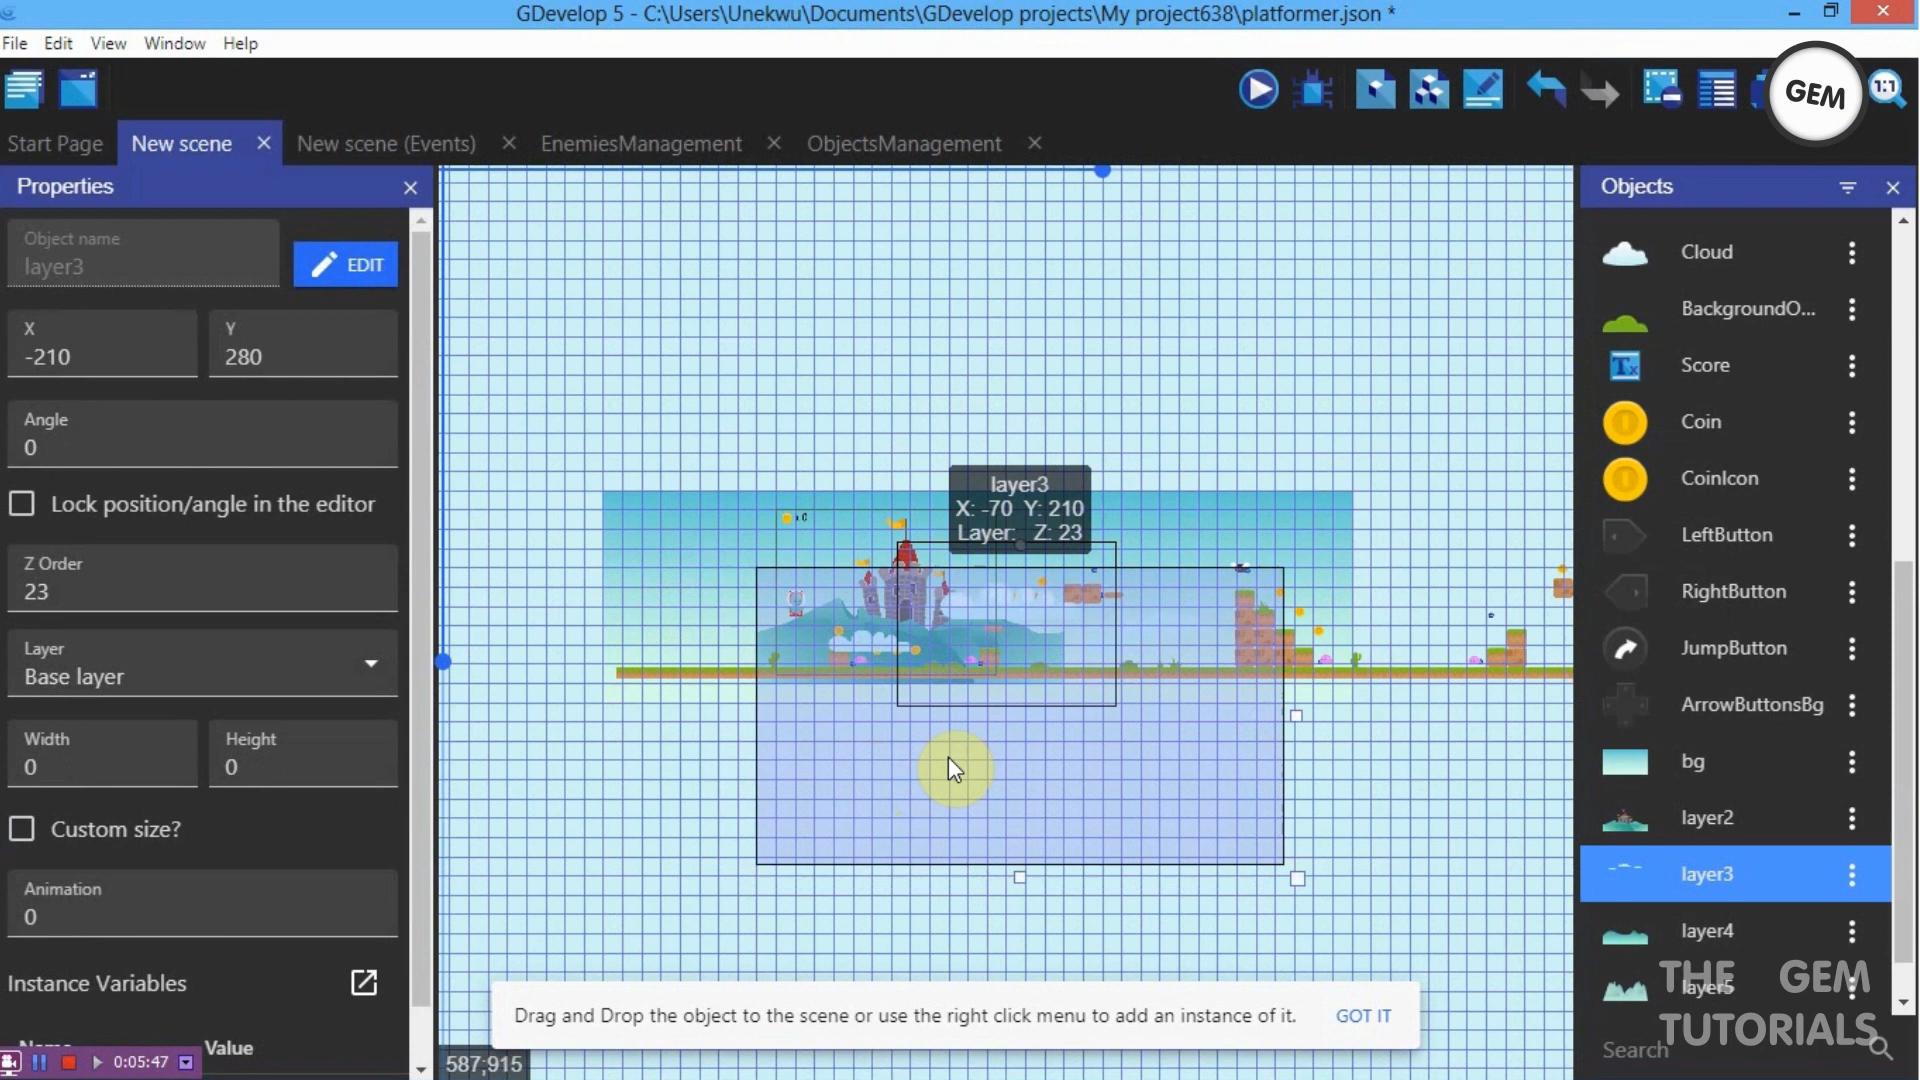 GDevelop 5 - C:\Users\Unekwu\Documents\GDevelop projects\My project638\platformer.json *
File Edit View Window Help
1:1
GEM
Start Page New scene New scene (Events) EnemiesManagement ObjectsManagement
Properties
Object name
layer3
EDIT
X
-210
Y
280
Angle
0
Lock position/angle in the editor
Z Order
23
Layer
Base layer
Width
0
Height
0
Custom size?
Animation
0
Instance Variables
Name Value
0:05:47
layer3
X: -70 Y: 210
Layer: Z: 23
Drag and Drop the object to the scene or use the right click menu to add an instance of it. GOT IT
587;915
Objects
Cloud
BackgroundO...
Score
Coin
CoinIcon
LeftButton
RightButton
JumpButton
ArrowButtonsBg
bg
layer2
layer3
layer4
layer5
THE GEM
TUTORIALS
Search